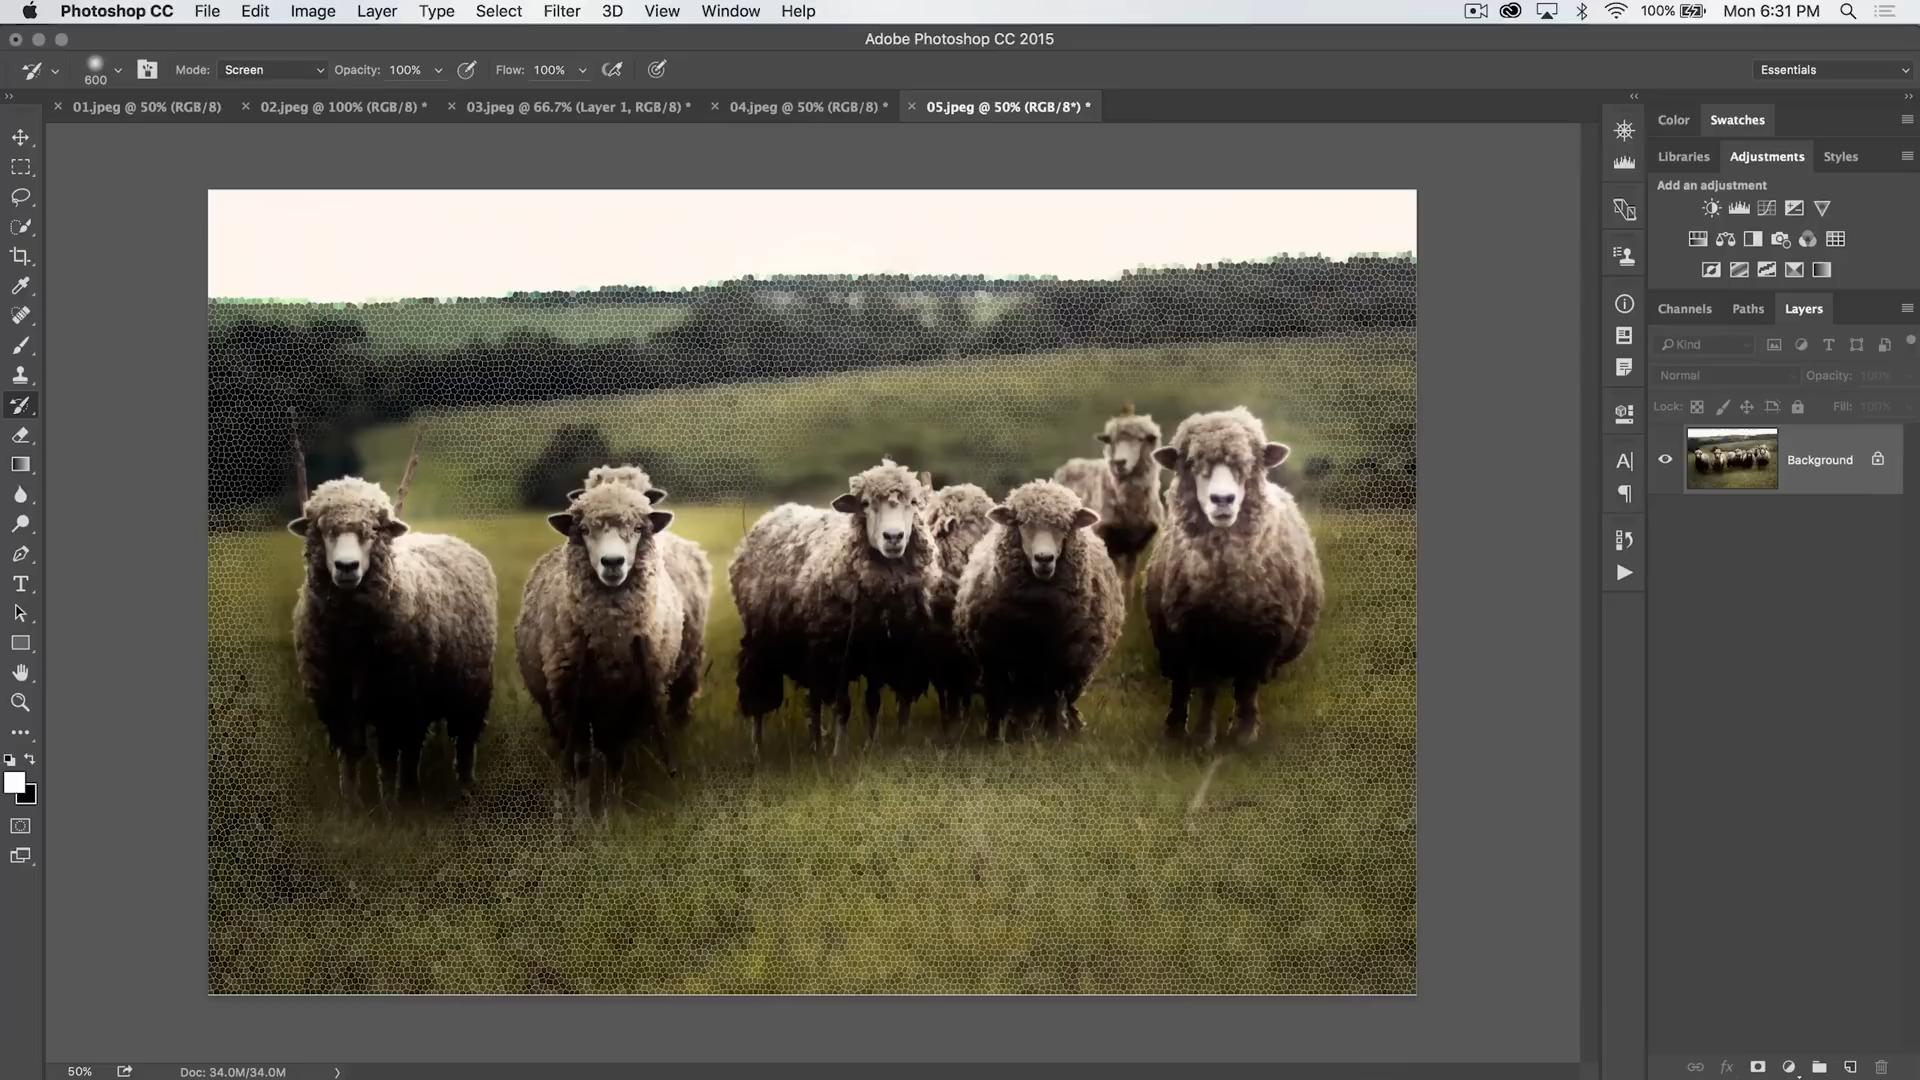 Photoshop CC File Edit Image Layer Type Select Filter 3D View Window Help 100% Mon 6:31 PM
Adobe Photoshop CC 2015
600 Mode: Screen Opacity: 100% Flow: 100% Essentials
01.jpeg @ 50% (RGB/8) 02.jpeg @ 100% (RGB/8) * 03.jpeg @ 66.7% (Layer 1, RGB/8) * 04.jpeg @ 50% (RGB/8) * 05.jpeg @ 50% (RGB/8*) *
Color Swatches
Libraries Adjustments Styles
Add an adjustment
Channels Paths Layers
Kind
Normal Opacity: 100%
Lock: Fill: 100%
Background
50% Doc: 34.0M/34.0M